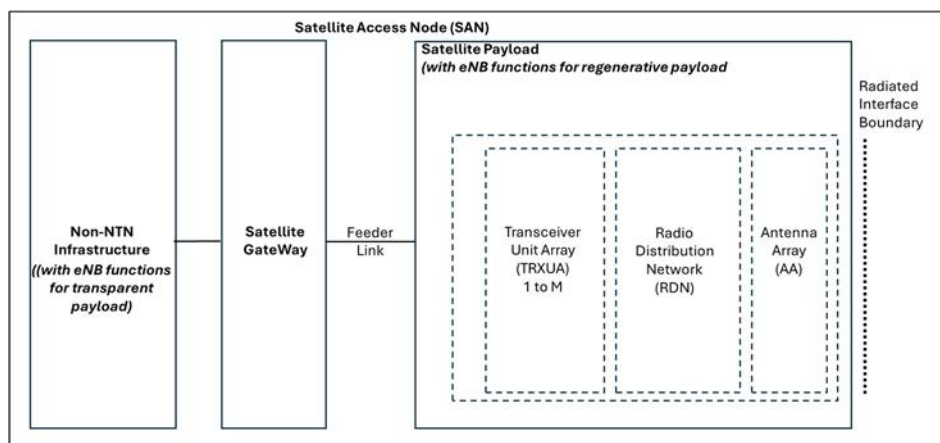 Satellite Access Node (SAN)
Satellite Payload
(with eNB functions for regenerative payload
Radiated
Interface
Boundary
Non-NTN
Infrastructure
((with eNB functions
for transparent
payload)
Satellite
GateWay
Feeder
Link
Transceiver
Unit Array
(TRXUA)
1 to M
Radio
Distribution
Network
(RDN)
Antenna
Array
(AA)